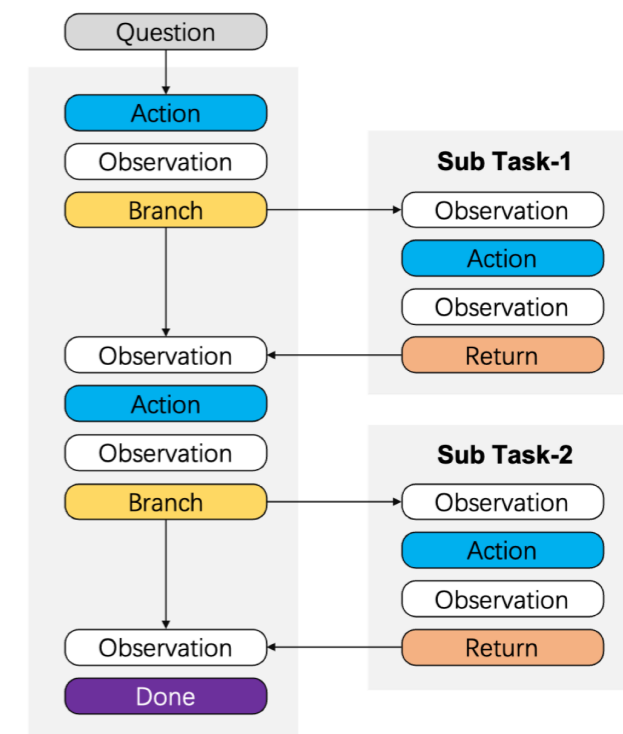 Question
Action
Observation
Branch
Observation
Action
Observation
Branch
Observation
Done
Sub Task-1
Observation
Action
Observation
Return
Sub Task-2
Observation
Action
Observation
Return